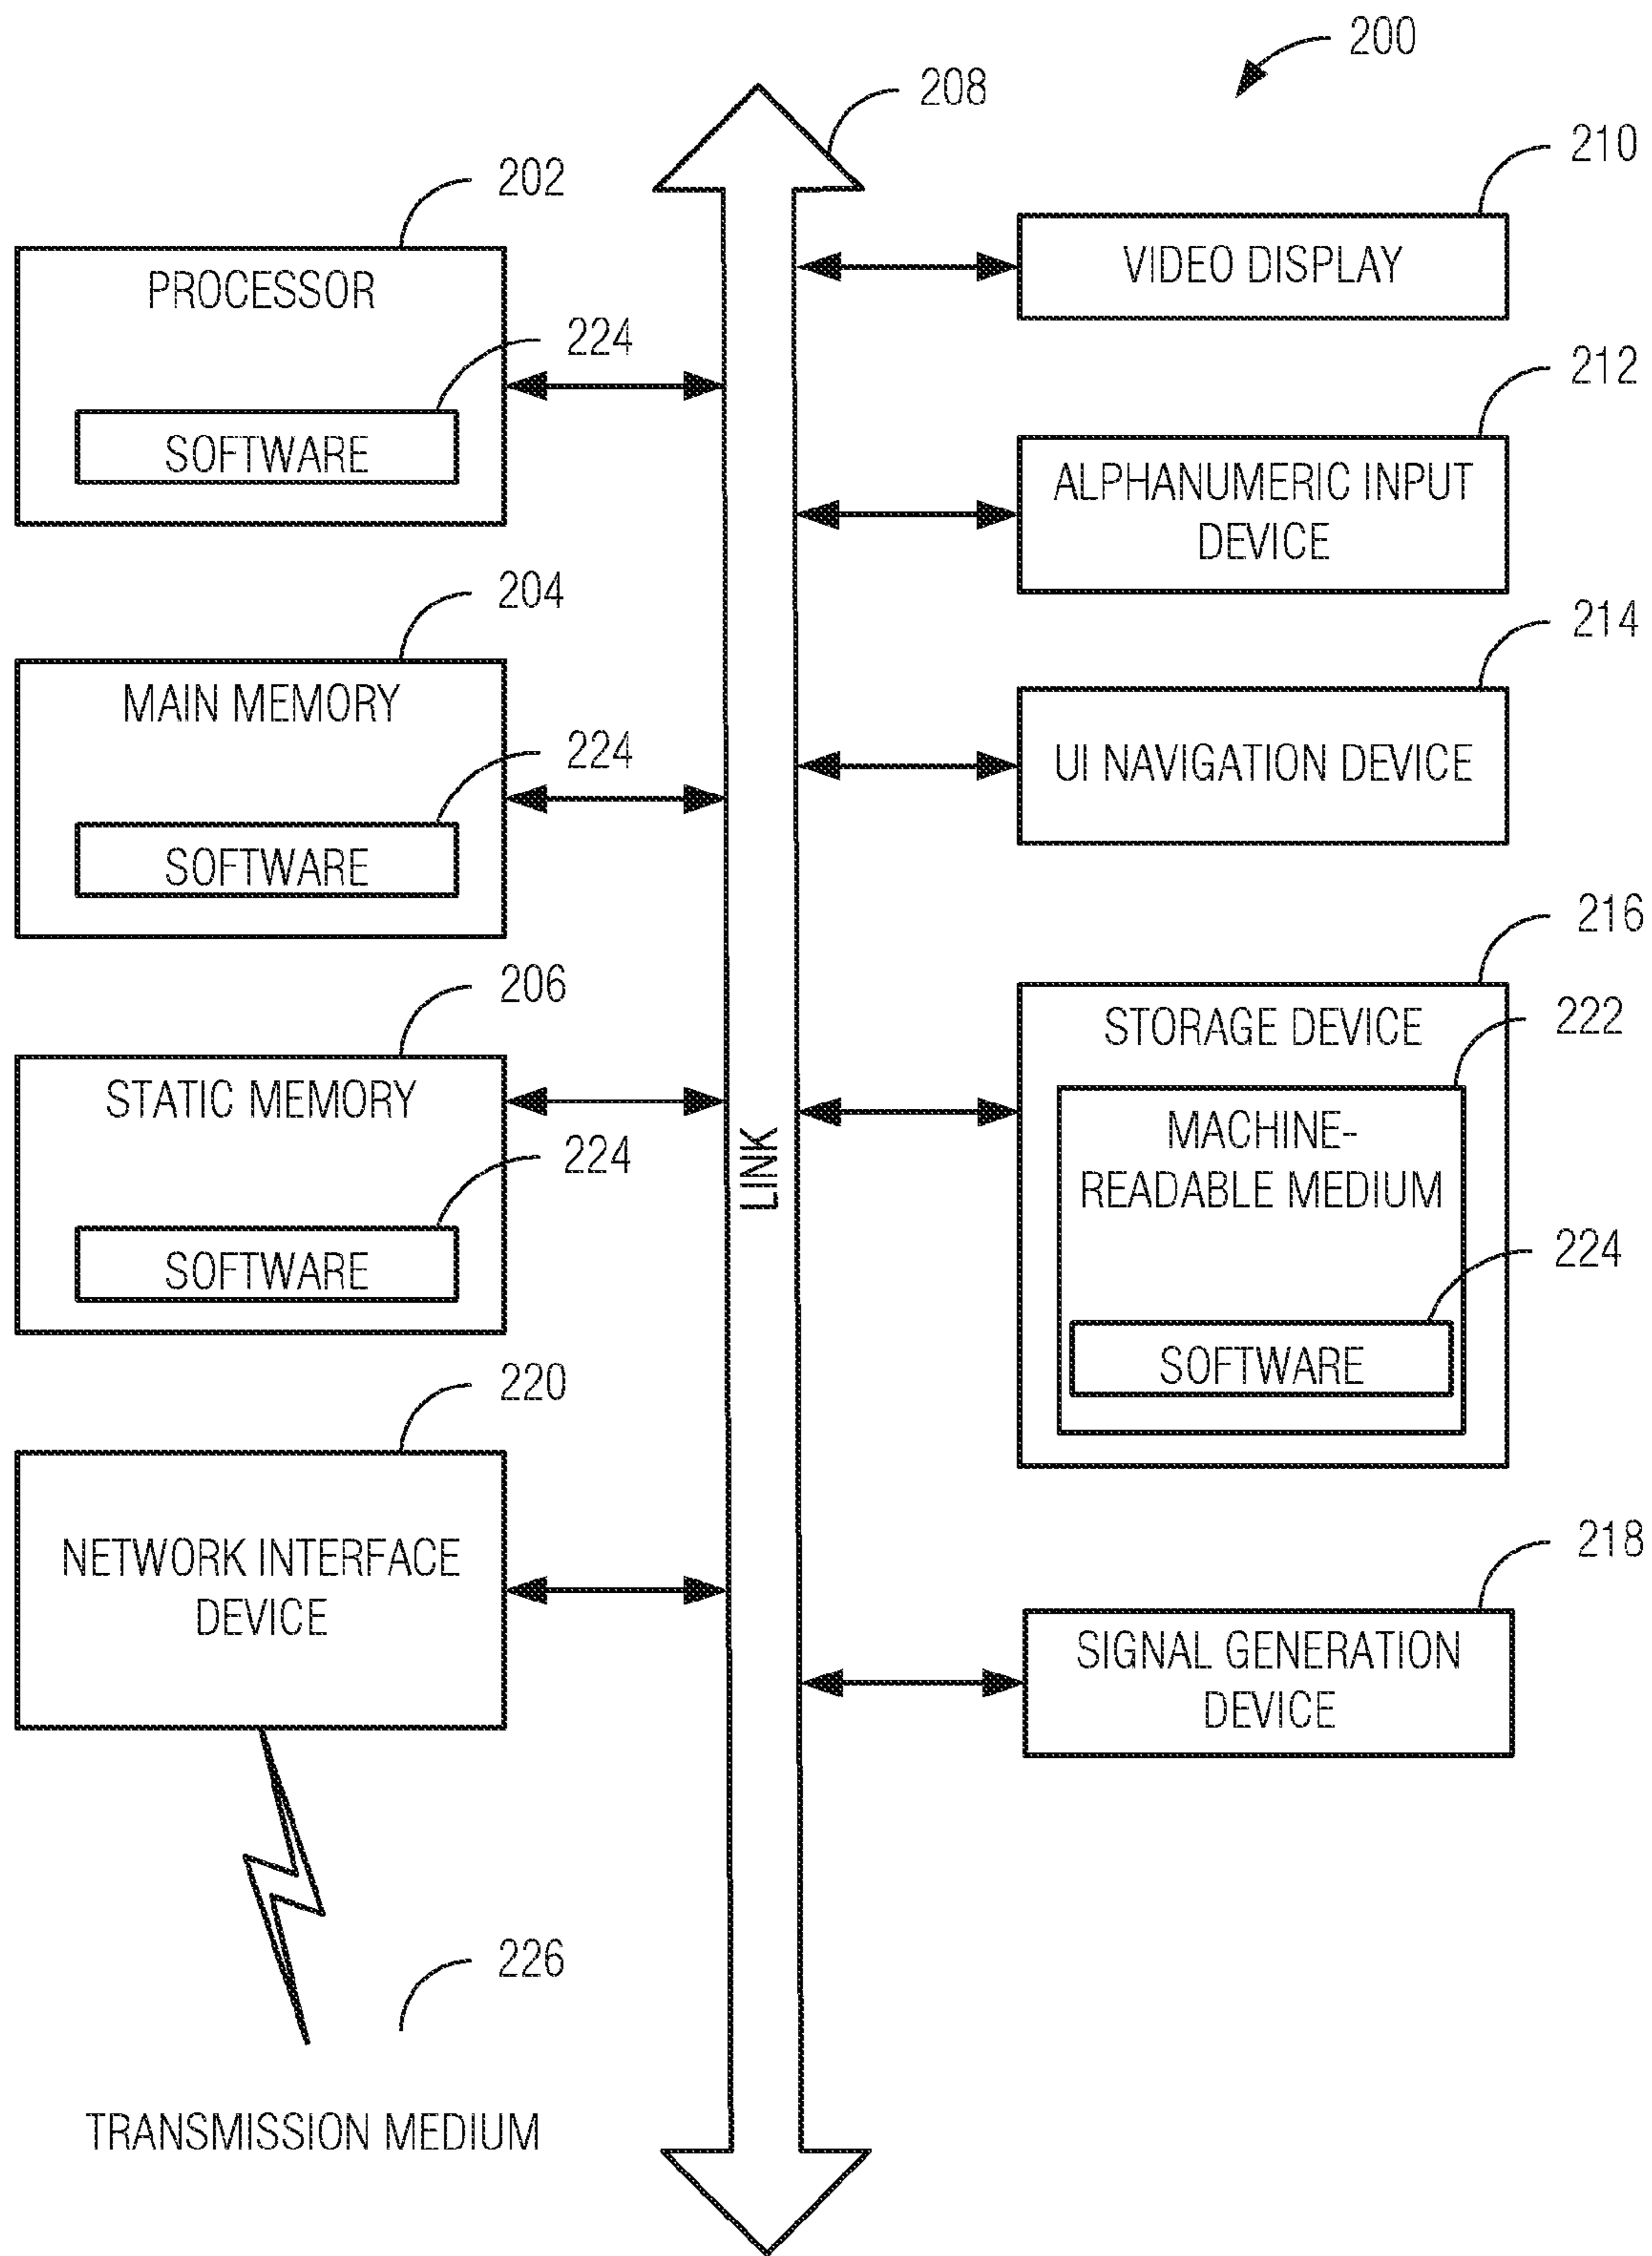 200
208
202
PROCESSOR
224
SOFTWARE
204
MAIN MEMORY
224
SOFTWARE
206
STATIC MEMORY
224
SOFTWARE
220
NETWORK INTERFACE
DEVICE
226
TRANSMISSION MEDIUM
LINK
210
VIDEO DISPLAY
212
ALPHANUMERIC INPUT
DEVICE
214
UI NAVIGATION DEVICE
216
STORAGE DEVICE
222
MACHINE-
READABLE MEDIUM
224
SOFTWARE
218
SIGNAL GENERATION
DEVICE